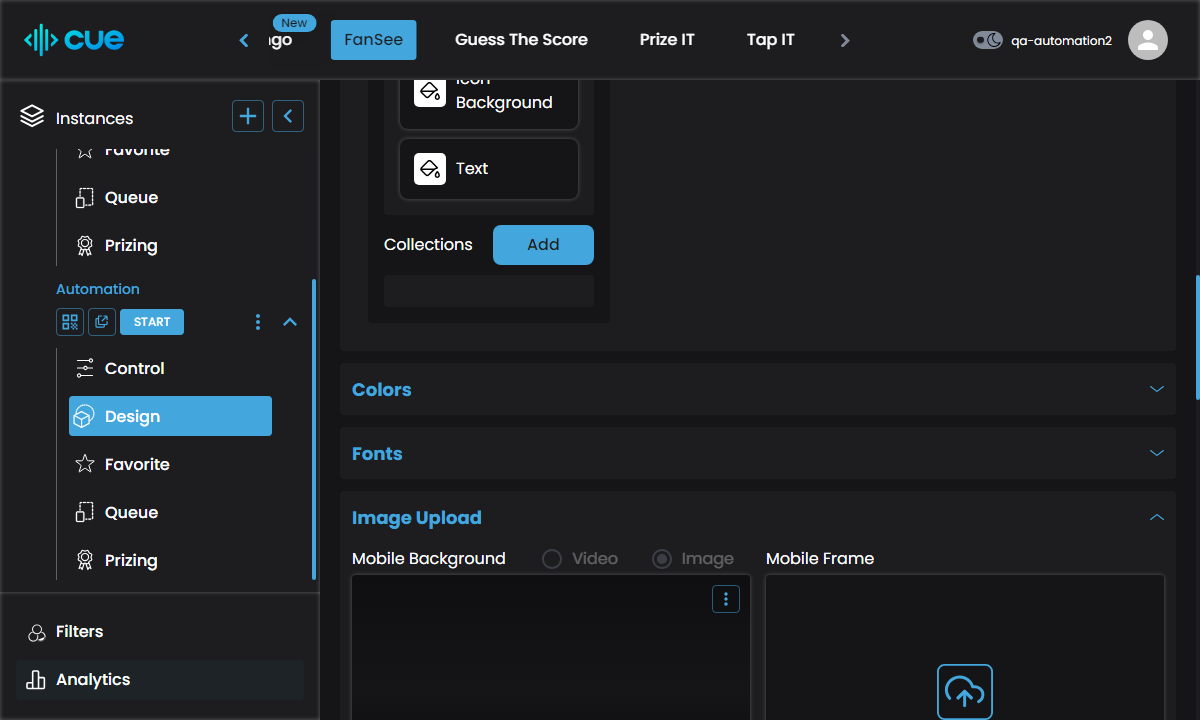 cue
New
ngo
FanSee
Guess The Score
Prize IT
Tap IT
qa-automation2
Instances
Favorite
Queue
Prizing
Automation
START
Control
Design
Favorite
Queue
Prizing
Filters
Analytics
Icon
Background
Text
Collections
Add
Colors
Fonts
Image Upload
Mobile Background
Video
Image
Mobile Frame